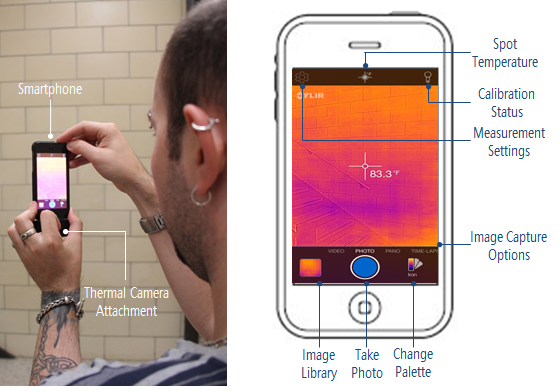 Smartphone
Thermal Camera
Attachment
Spot
Temperature
Calibration
Status
Measurement
Settings
FLIR
83.3 °F
Image Capture
Options
VIDEO PHOTO PANO TIME-LAP
Iron
Image
Library
Take
Photo
Change
Palette